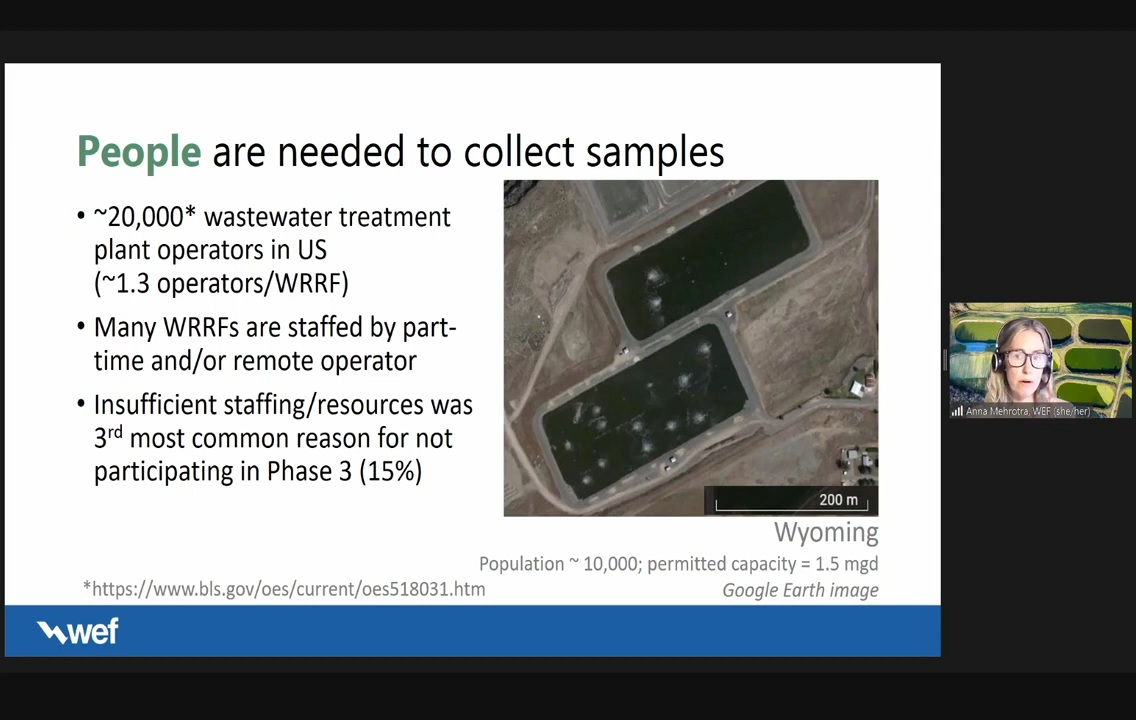 People are needed to collect samples
• ~20,000* wastewater treatment
plant operators in US
(~1.3 operators/WRRF)
• Many WRRFs are staffed by part-
time and/or remote operator
• Insufficient staffing/resources was
3rd most common reason for not
participating in Phase 3 (15%)
200 m
Wyoming
Population ~ 10,000; permitted capacity = 1.5 mgd
Google Earth image
*https://www.bls.gov/oes/current/oes518031.htm
wef
Anna Mehrotra, WEF (she/her)